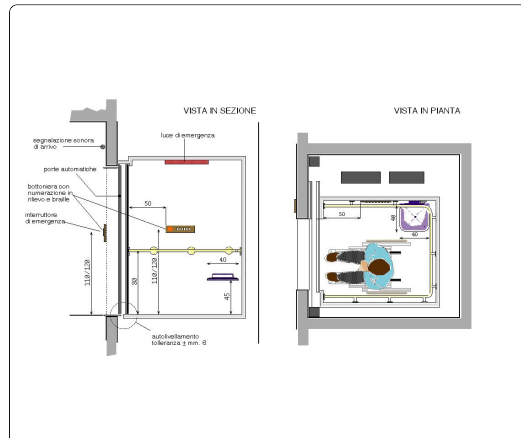 VISTA IN SEZIONE
VISTA IN PIANTA
segnalazione sonora
di arrivo
luce di emergenza
porte automatiche
bottoniera con
numerazione in
rilievo e braille
interruttore
di emergenza
50
110/120
80
110/120
40
45
autolivellamento
tolleranza ± mm. 6
50
40
40